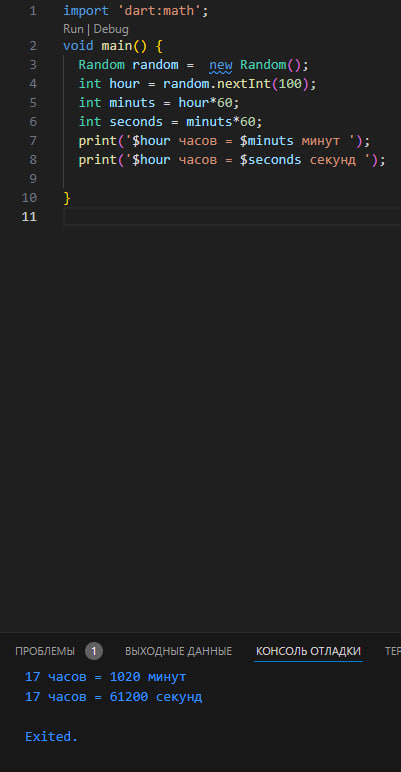 1 import 'dart:math';
Run | Debug
2 void main() {
3 Random random =  new Random();
4 int hour = random.nextInt(100);
5 int minuts = hour*60;
6 int seconds = minuts*60;
7 print('$hour часов = $minuts минут ');
8 print('$hour часов = $seconds секунд ');
9
10 }
11
ПРОБЛЕМЫ 1 ВЫХОДНЫЕ ДАННЫЕ КОНСОЛЬ ОТЛАДКИ ТЕР
17 часов = 1020 минут
17 часов = 61200 секунд
Exited.